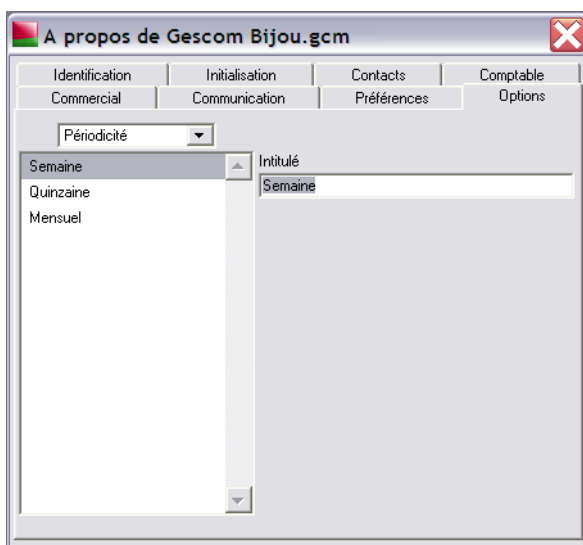 A propos de Gescom Bijou.gcm
Identification Initialisation Contacts Comptable
Commercial Communication Préférences Options
Périodicité
Semaine
Quinzaine
Mensuel
Intitulé
Semaine